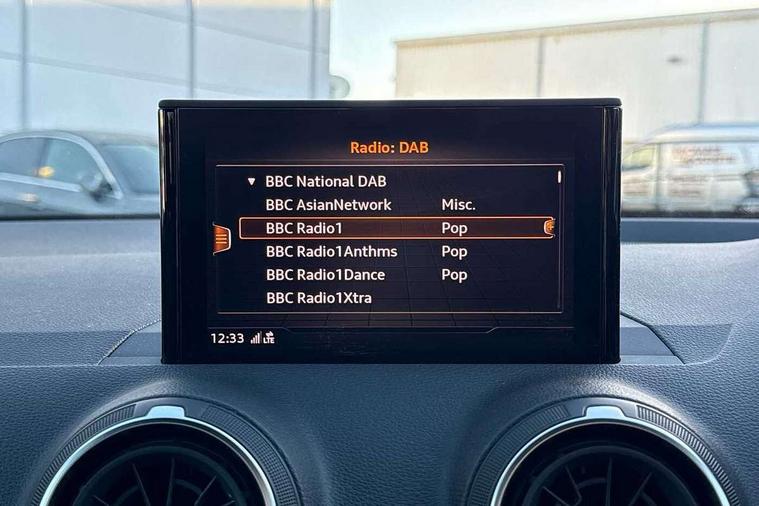 Radio: DAB
▼ BBC National DAB
BBC AsianNetwork Misc.
BBC Radio1 Pop
BBC Radio1Anthms Pop
BBC Radio1Dance Pop
BBC Radio1Xtra
12:33 LTE